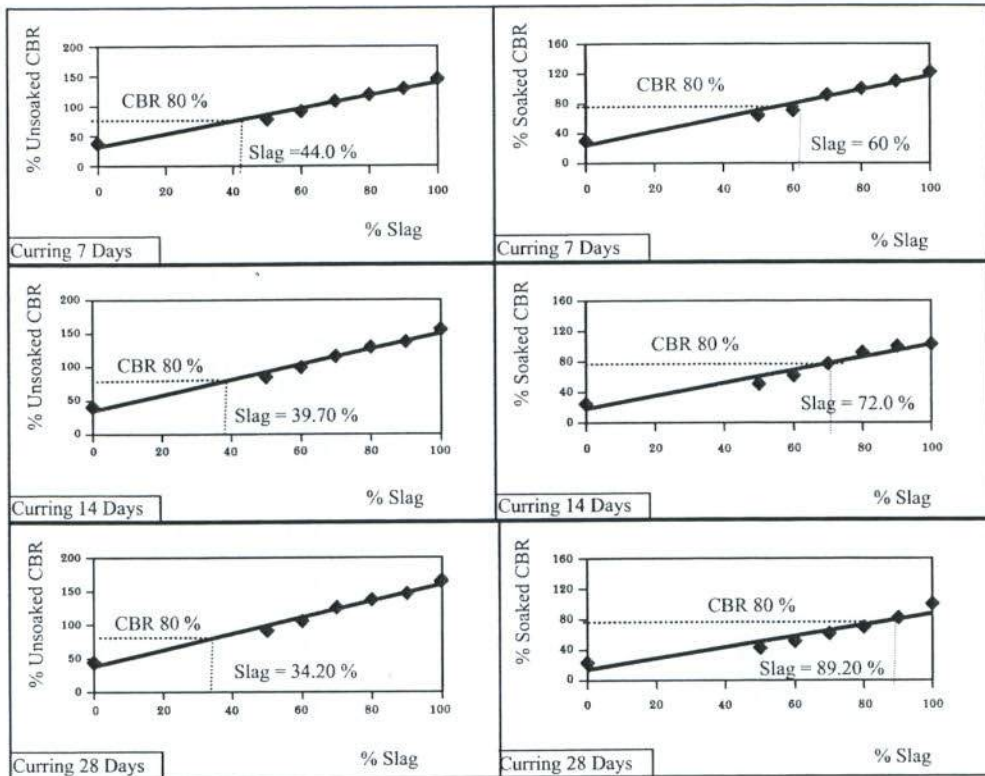 % Unsoaked CBR
200
150
100
50
0
CBR 80 %
Slag =44.0 %
0 20 40 60 80 100
% Slag
Curring 7 Days
% Soaked CBR
160
120
80
40
0
CBR 80 %
Slag = 60 %
0 20 40 60 80 100
% Slag
Curring 7 Days
% Unsoaked CBR
200
150
100
50
0
CBR 80 %
Slag = 39.70 %
0 20 40 60 80 100
% Slag
Curring 14 Days
% Soaked CBR
160
120
80
40
0
CBR 80 %
Slag = 72.0 %
0 20 40 60 80 100
% Slag
Curring 14 Days
% Unsoaked CBR
200
150
100
50
0
CBR 80 %
Slag = 34.20 %
0 20 40 60 80 100
% Slag
Curring 28 Days
% Soaked CBR
160
120
80
40
0
CBR 80 %
Slag = 89.20 %
0 20 40 60 80 100
% Slag
Curring 28 Days